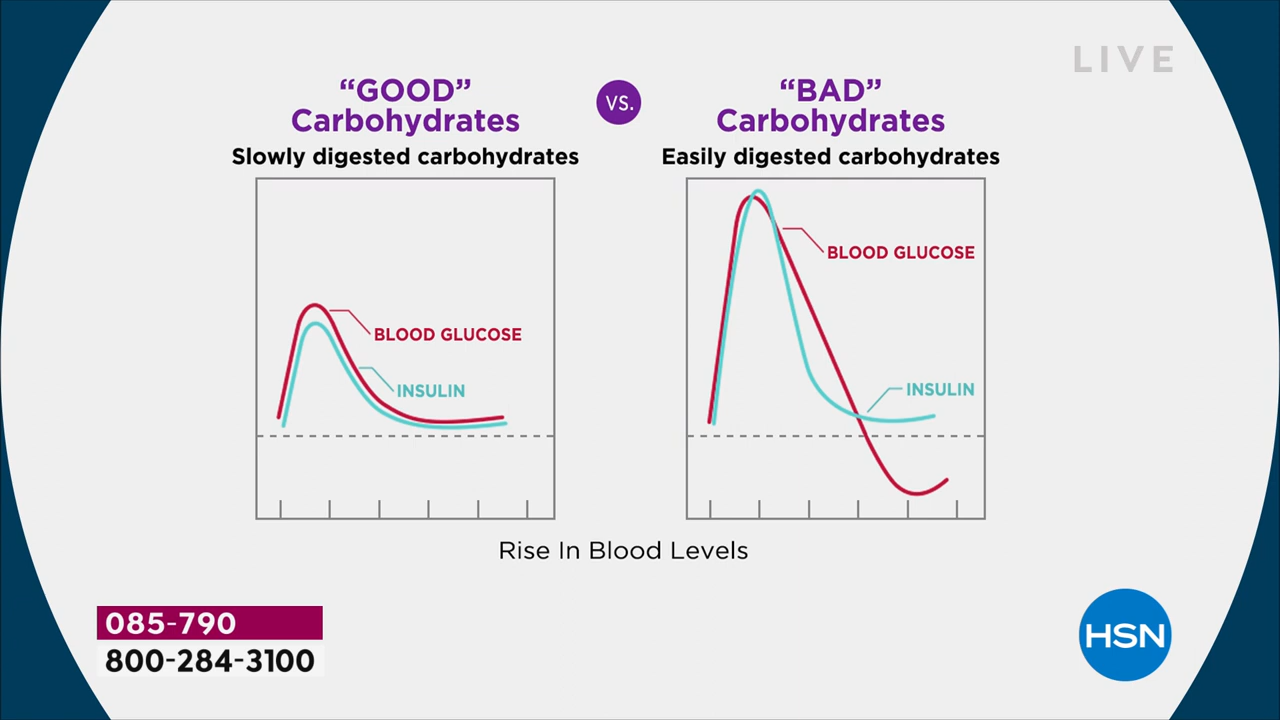 LIVE
“GOOD”
Carbohydrates
Slowly digested carbohydrates
VS.
“BAD”
Carbohydrates
Easily digested carbohydrates
BLOOD GLUCOSE
INSULIN
BLOOD GLUCOSE
INSULIN
Rise In Blood Levels
085-790
800-284-3100
HSN